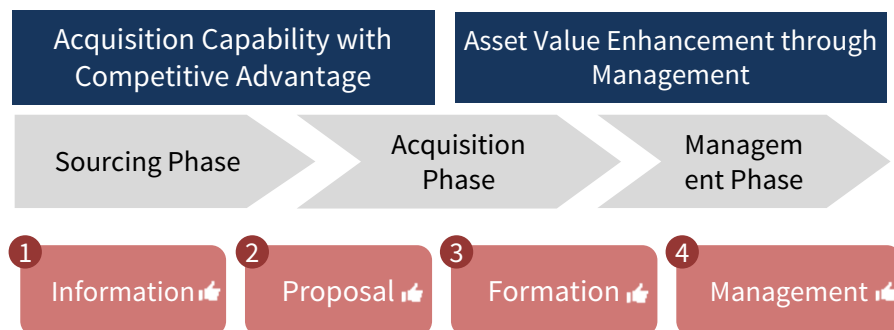 Acquisition Capability with
Competitive Advantage
Asset Value Enhancement through
Management
Sourcing Phase
Acquisition
Phase
Managem
ent Phase
1
Information
2
Proposal
3
Formation
4
Management